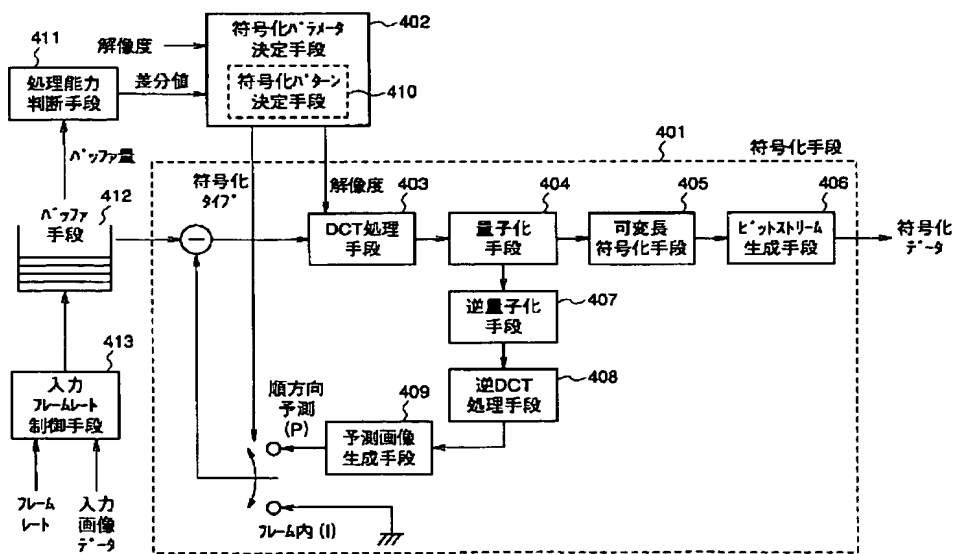 411
処理能力
判断手段
解像度
差分値
符号化パラメータ
決定手段
402
符号化パターン
決定手段
410
バッファ量
バッファ
手段
412
413
入力
フレームレート
制御手段
フレーム
レート
入力
画像
データ
401
符号化手段
符号化
タイプ
解像度
403
DCT処理
手段
404
量子化
手段
405
可変長
符号化手段
406
ビットストリーム
生成手段
符号化
データ
逆量子化
手段
407
逆DCT
処理手段
408
409
予測画像
生成手段
順方向
予測
(P)
フレーム内(I)